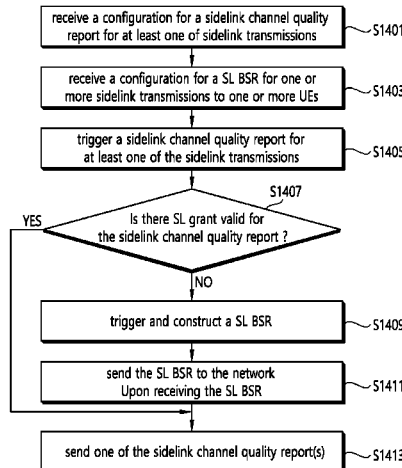 receive a configuration for a sidelink channel quality
report for at least one of sidelink transmissions
S1401
receive a configuration for a SL BSR for one or
more sidelink transmissions to one or more UEs
S1403
trigger a sidelink channel quality report for
at least one of the sidelink transmissions
S1405
S1407
YES
Is there SL grant valid for
the sidelink channel quality report ?
NO
trigger and construct a SL BSR
S1409
send the SL BSR to the network
Upon receiving the SL BSR
S1411
send one of the sidelink channel quality report(s)
S1413